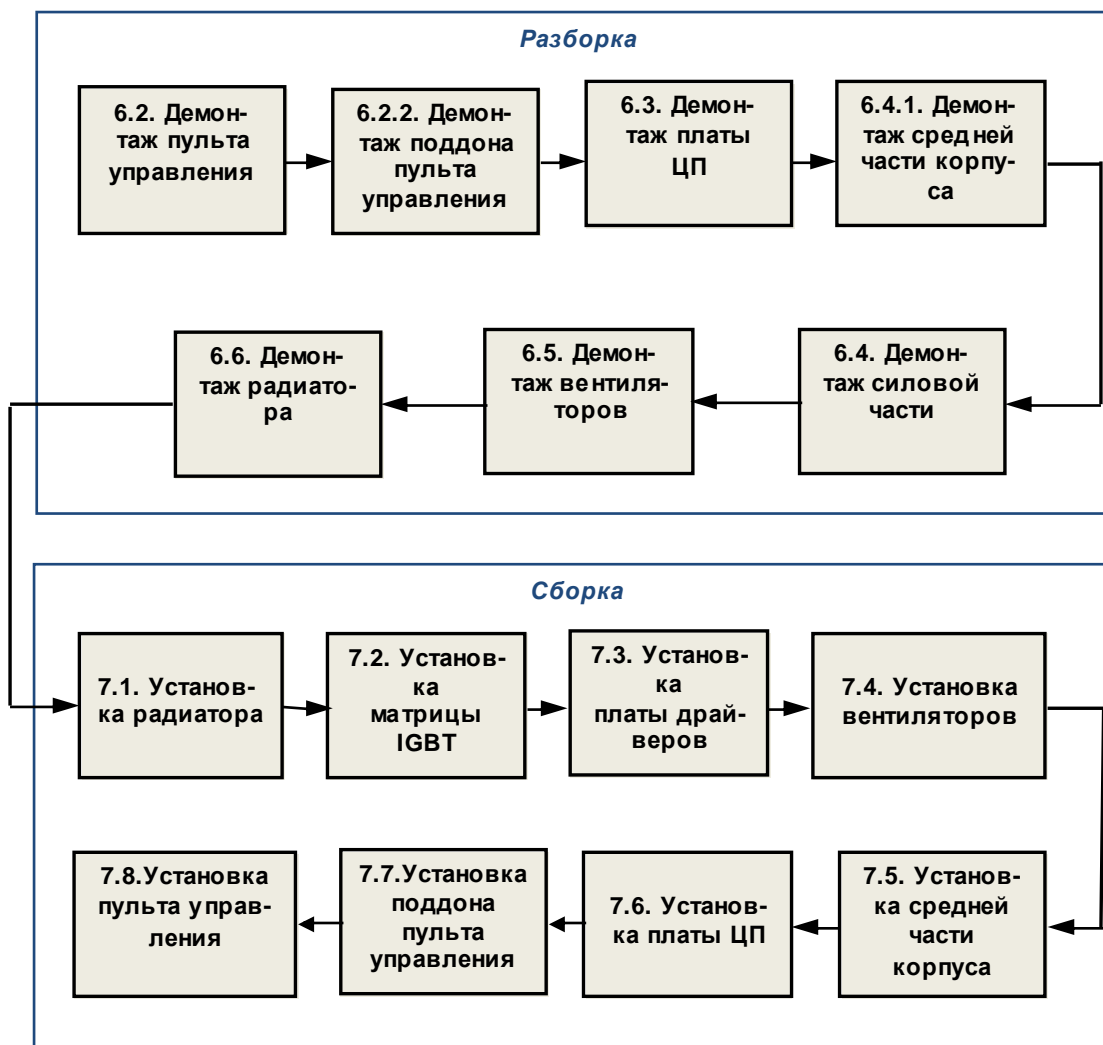 Разборка
6.2. Демон-
таж пульта
управления
6.2.2. Демон-
таж поддона
пульта
управления
6.3. Демон-
таж платы
ЦП
6.4.1. Демон-
таж средней
части корпу-
са
6.4. Демон-
таж силовой
части
6.5. Демон-
таж вентиля-
торов
6.6. Демон-
таж радиато-
ра
Сборка
7.1. Установ-
ка радиатора
7.2. Установ-
ка
матрицы
IGBT
7.3. Установ-
ка
платы драй-
веров
7.4. Установка
вентиляторов
7.5. Установ-
ка средней
части
корпуса
7.6. Установ-
ка платы ЦП
7.7.Установка
поддона
пульта
управления
7.8.Установка
пульта управ-
ления